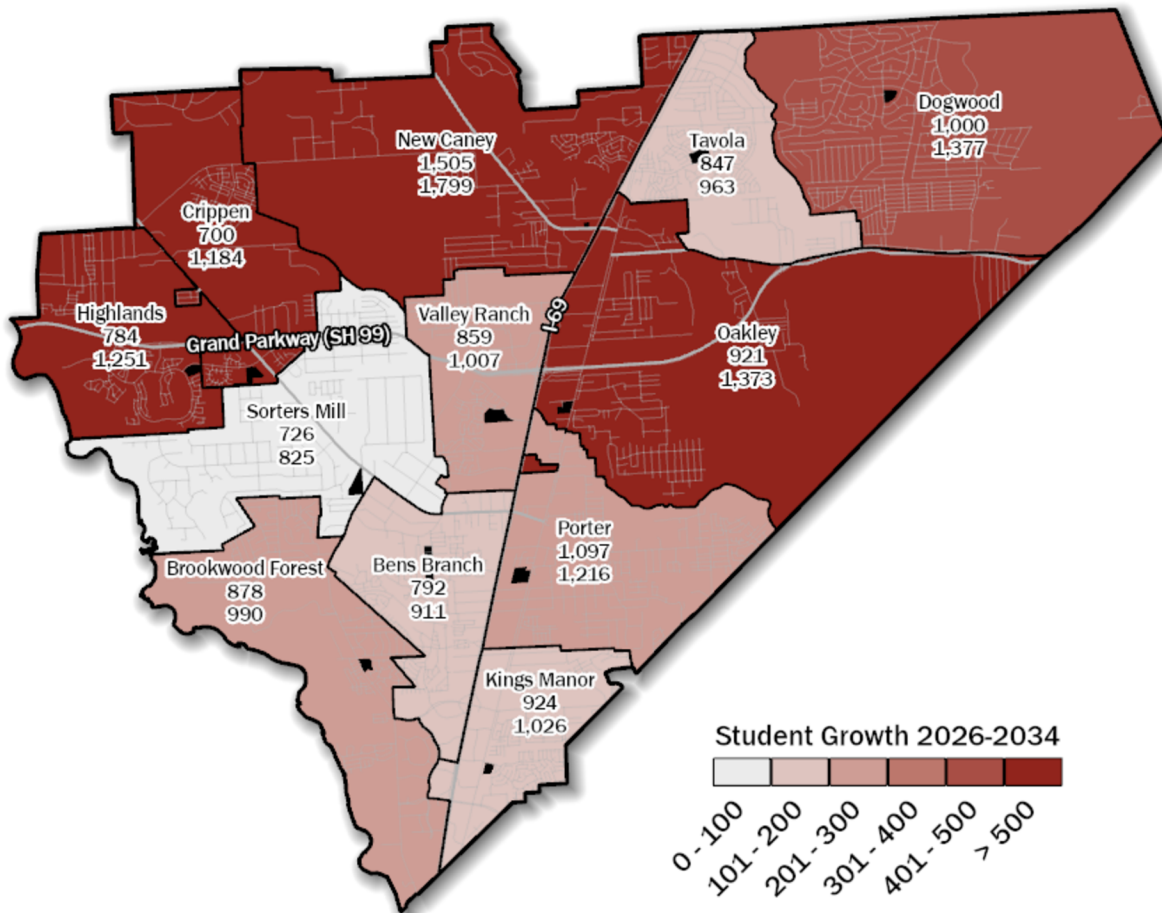 New Caney
1,505
1,799
Tavola
847
963
Dogwood
1,000
1,377
Crippen
700
1,184
Highlands
784
1,251
Grand Parkway (SH 99)
Valley Ranch
859
1,007
I-69
Oakley
921
1,373
Sorters Mill
726
825
Brookwood Forest
878
990
Bens Branch
792
911
Porter
1,097
1,216
Kings Manor
924
1,026
Student Growth 2026-2034
0 - 100
101 - 200
201 - 300
301 - 400
401 - 500
> 500